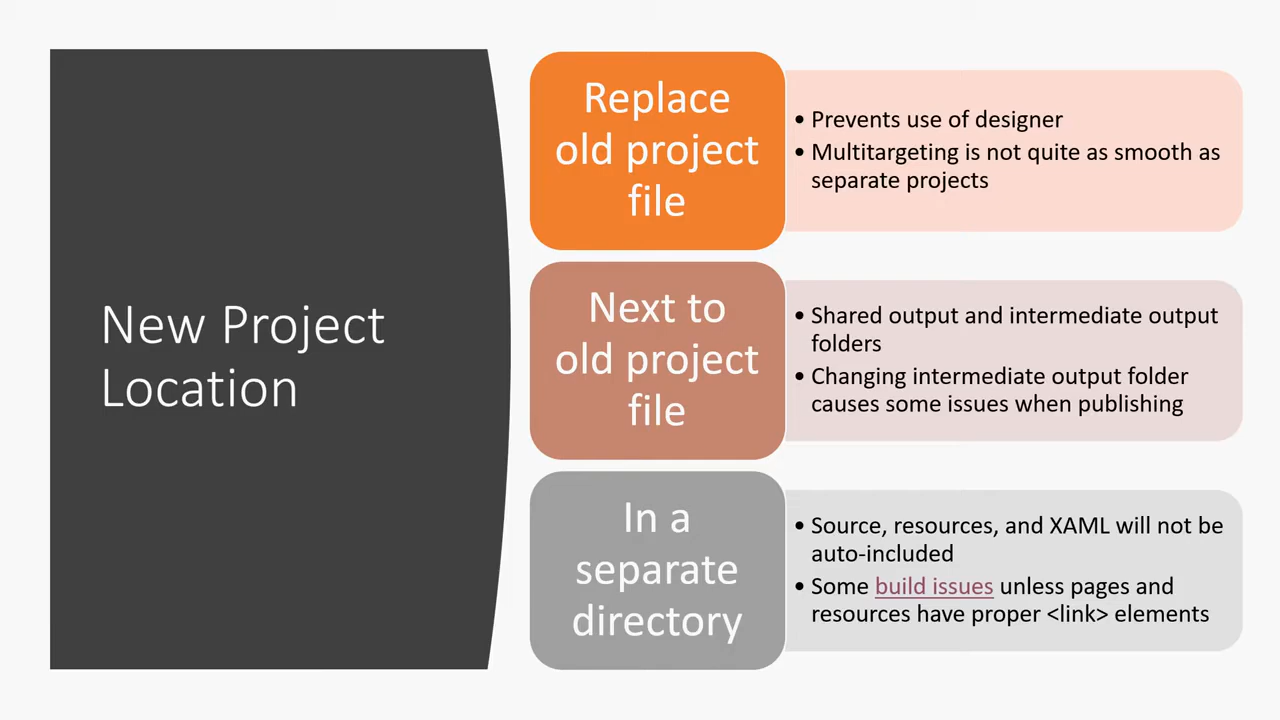 New Project
Location
Replace
old project
file
• Prevents use of designer
• Multitargeting is not quite as smooth as
separate projects
Next to
old project
file
• Shared output and intermediate output
folders
• Changing intermediate output folder
causes some issues when publishing
In a
separate
directory
• Source, resources, and XAML will not be
auto-included
• Some build issues unless pages and
resources have proper <link> elements